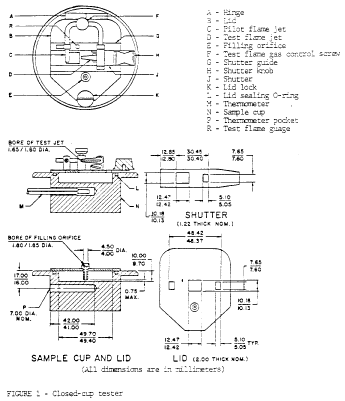 A
R
B
G
D
E
F
A
G
C
H
J
K
A - Hinge
B - Lid
C - Pilot flame jet
D - Test flame jet
E - Filling orifice
F - Test flame gas control screw
G - Shutter guide
H - Shutter knob
J - Shutter
K - Lid lock
L - Lid sealing O-ring
M - Thermometer
N - Sample cup
P - Thermometer pocket
R - Test flame guage
BORE OF TEST JET
1.65/1.60 DIA.
M
L
N
12.85
12.80
30.45
30.40
7.65
7.60
10.18
10.13
12.47
12.42
5.10
5.05
SHUTTER
(1.22 THICK NOM.)
BORE OF FILLING ORIFICE
1.80/1.85 DIA.
4.50
4.00
DIA.
10.00
9.70
17.00
16.00
P
7.00 DIA.
NOM.
0.75
MAX.
42.00
41.00
49.70
49.40
48.42
48.37
7.65
7.60
10.18
10.13
12.47
12.42
5.10
5.05
TYP.
SAMPLE CUP AND LID
LID (2.00 THICK NOM.)
(All dimensions are in millimeters)
FIGURE 1 - Closed-cup tester